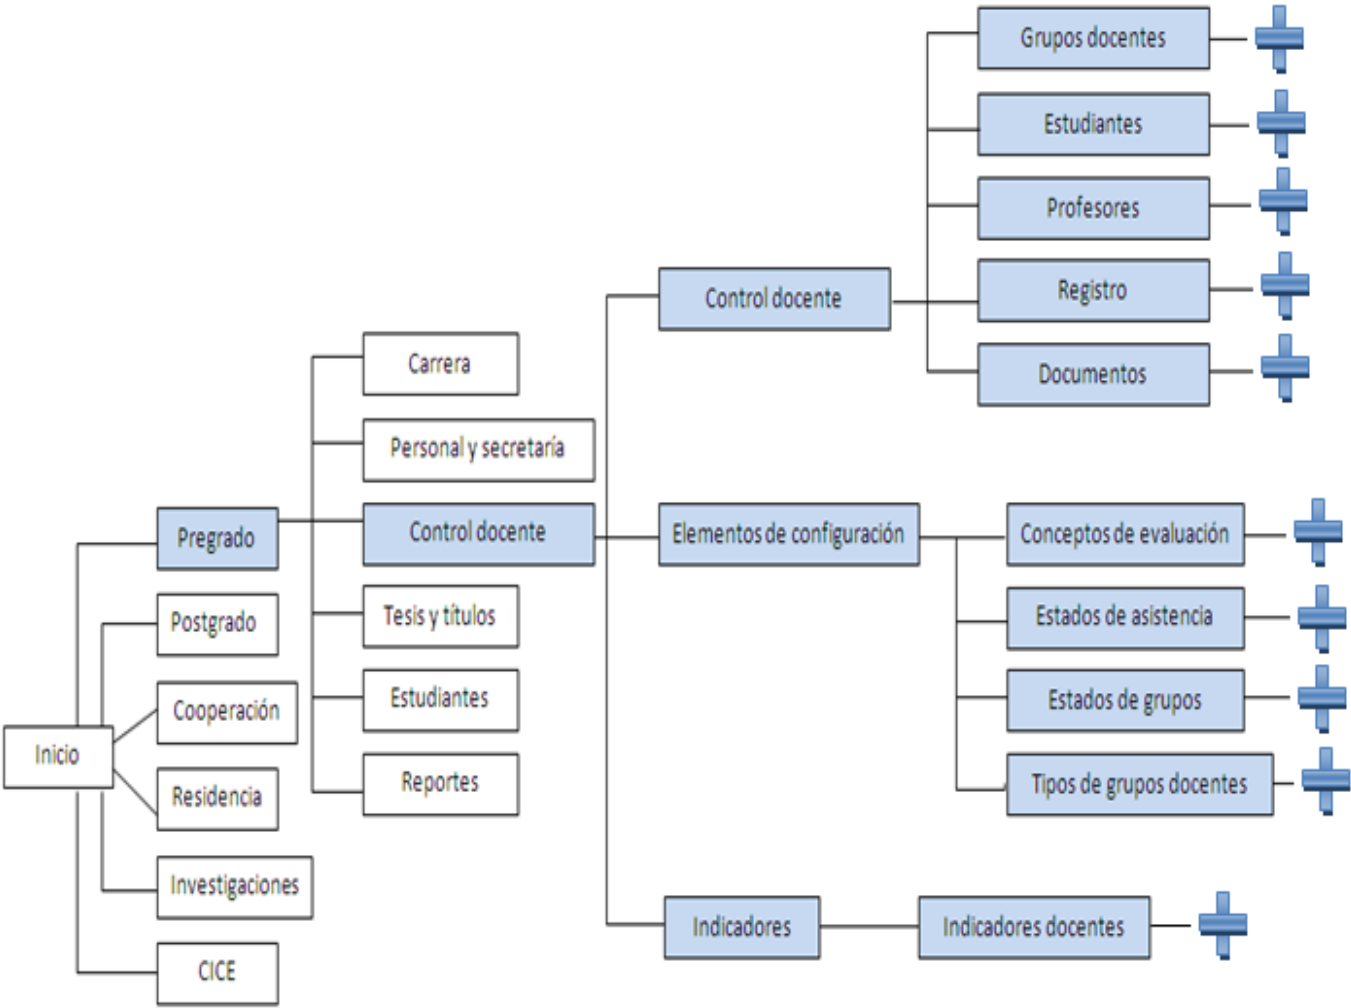 Inicio
Pregrado
Postgrado
Cooperación
Residencia
Investigaciones
CICE
Carrera
Personal y secretaría
Control docente
Tesis y títulos
Estudiantes
Reportes
Control docente
Elementos de configuración
Indicadores
Grupos docentes
Estudiantes
Profesores
Registro
Documentos
Conceptos de evaluación
Estados de asistencia
Estados de grupos
Tipos de grupos docentes
Indicadores docentes